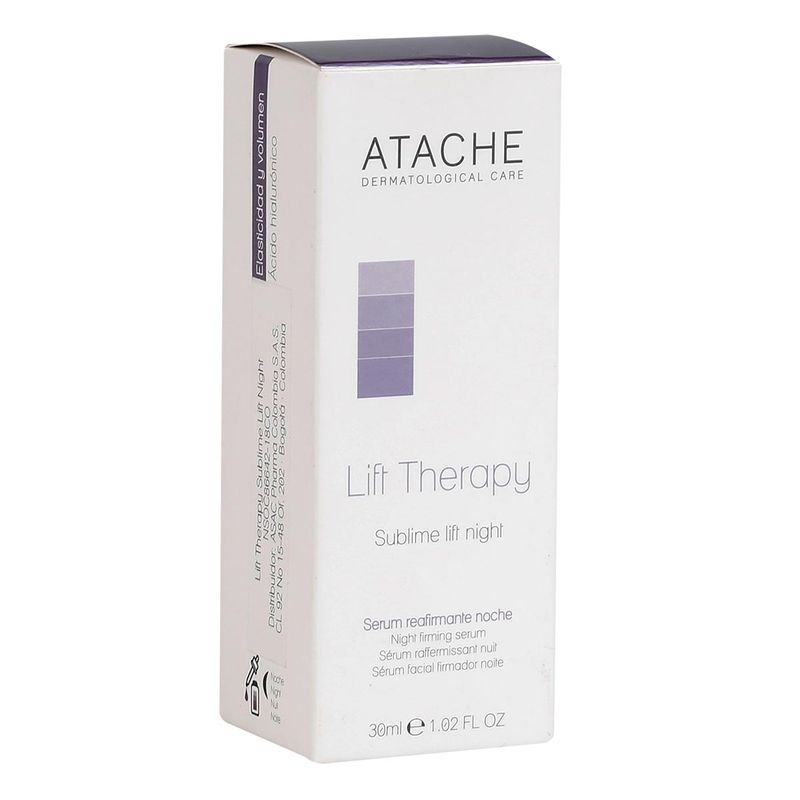 ATACHE
DERMATOLOGICAL CARE
Lift Therapy
Sublime lift night
Serum reafirmante noche
Night firming serum
Sérum raffermissant nuit
Sérum facial firmador noite
30ml e 1.02 FL OZ
Elasticidad y volumen
Ácido hialurónico
Lift Therapy Sublime Lift Night
NSOC86642-18CO
Distribuidor: ASAC Pharma Colombia S.A.S.
CL 92 No 15-48 Of. 202 · Bogotá · Colombia
Noche
Night
Nuit
Noite